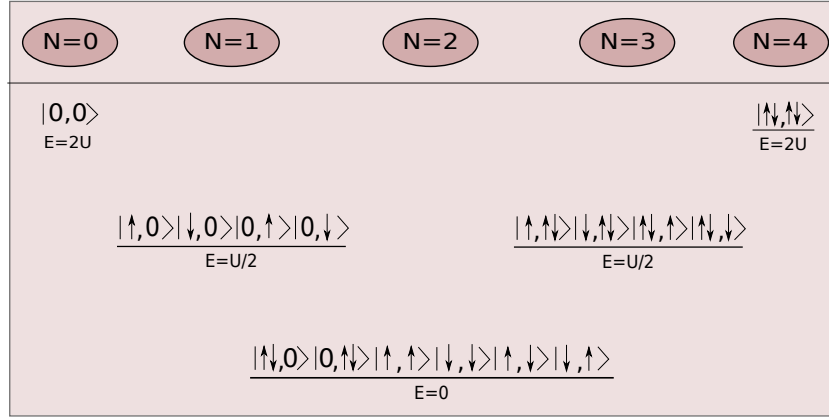 N=0 N=1 N=2 N=3 N=4
|0,0> |↑↓,↑↓>
E=2U E=2U
|↑,0>|↓,0>|0,↑>|0,↓> |↑,↑↓>|↓,↑↓>|↑↓,↑>|↑↓,↓>
E=U/2 E=U/2
|↑↓,0>|0,↑↓>|↑,↑>|↓,↓>|↑,↓>|↓,↑>
E=0